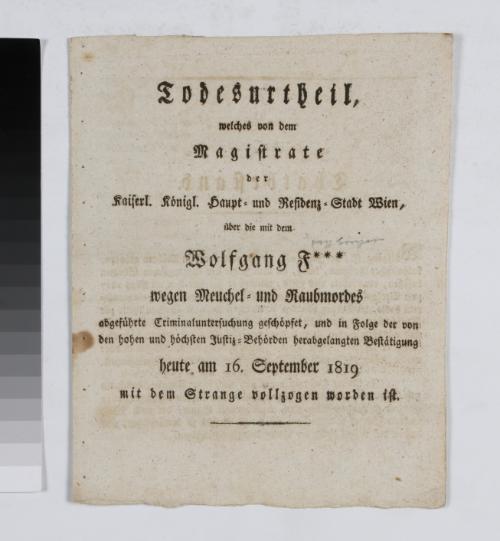 Todesurtheil,
welches von dem
Magistrate
der
Kaiserl. Königl. Haupt- und Residenz-Stadt Wien,
über die mit dem
Wolfgang F***
wegen Meuchel- und Raubmordes
abgeführte Criminaluntersuchung geschöpfet, und in Folge der von
den hohen und höchsten Justiz-Behörden herabgelangten Bestätigung
heute am 16. September 1819
mit dem Strange vollzogen worden ist.